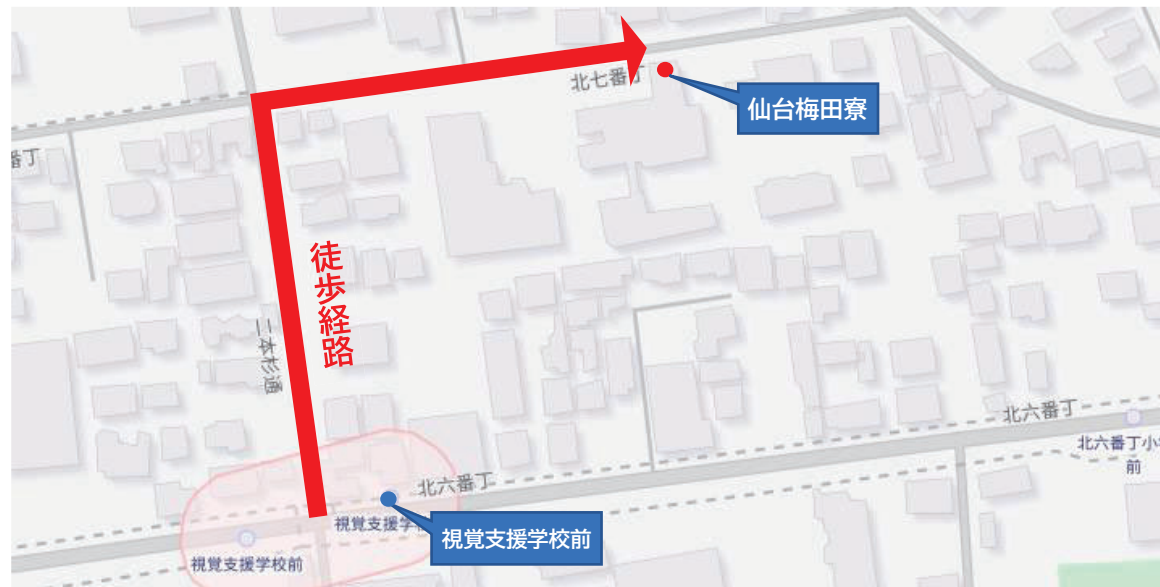 北七番丁
仙台梅田寮
番丁
徒歩経路
二本杉通
北六番丁
北六番丁小学
前
北六番丁
視覚支援学校
視覚支援学校前
視覚支援学校前